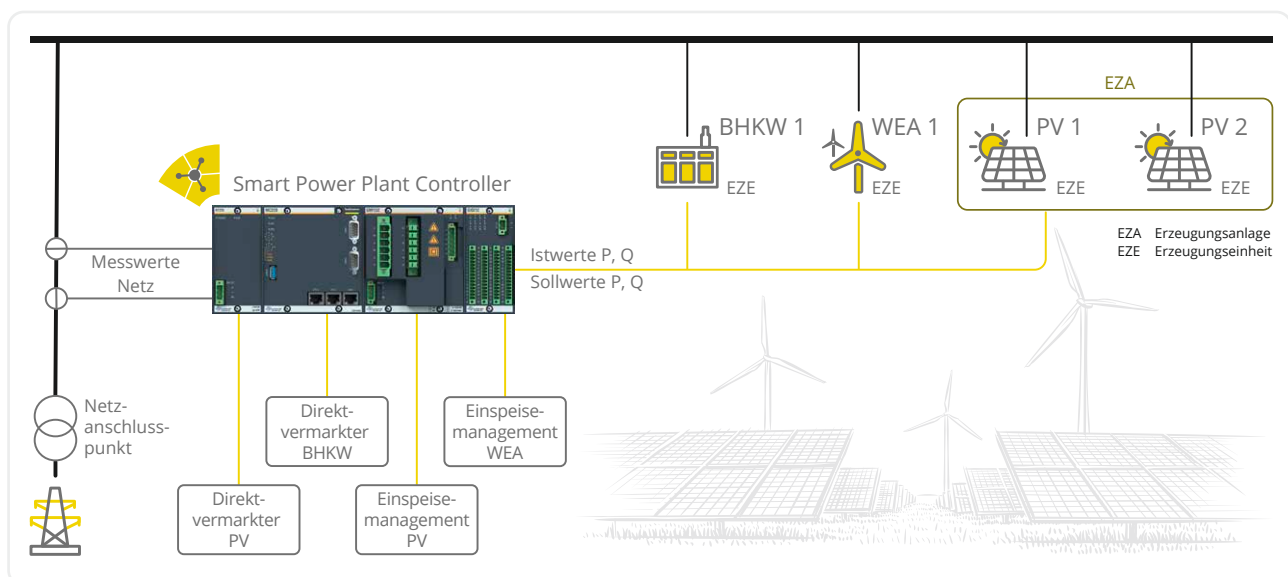 EZA
BHKW 1
EZE
WEA 1
EZE
PV 1
EZE
PV 2
EZE
EZA Erzeugungsanlage
EZE Erzeugungseinheit
Smart Power Plant Controller
Messwerte
Netz
Istwerte P, Q
Sollwerte P, Q
Netz-
anschluss-
punkt
Direkt-
vermarkter
BHKW
Einspeise-
management
WEA
Direkt-
vermarkter
PV
Einspeise-
management
PV